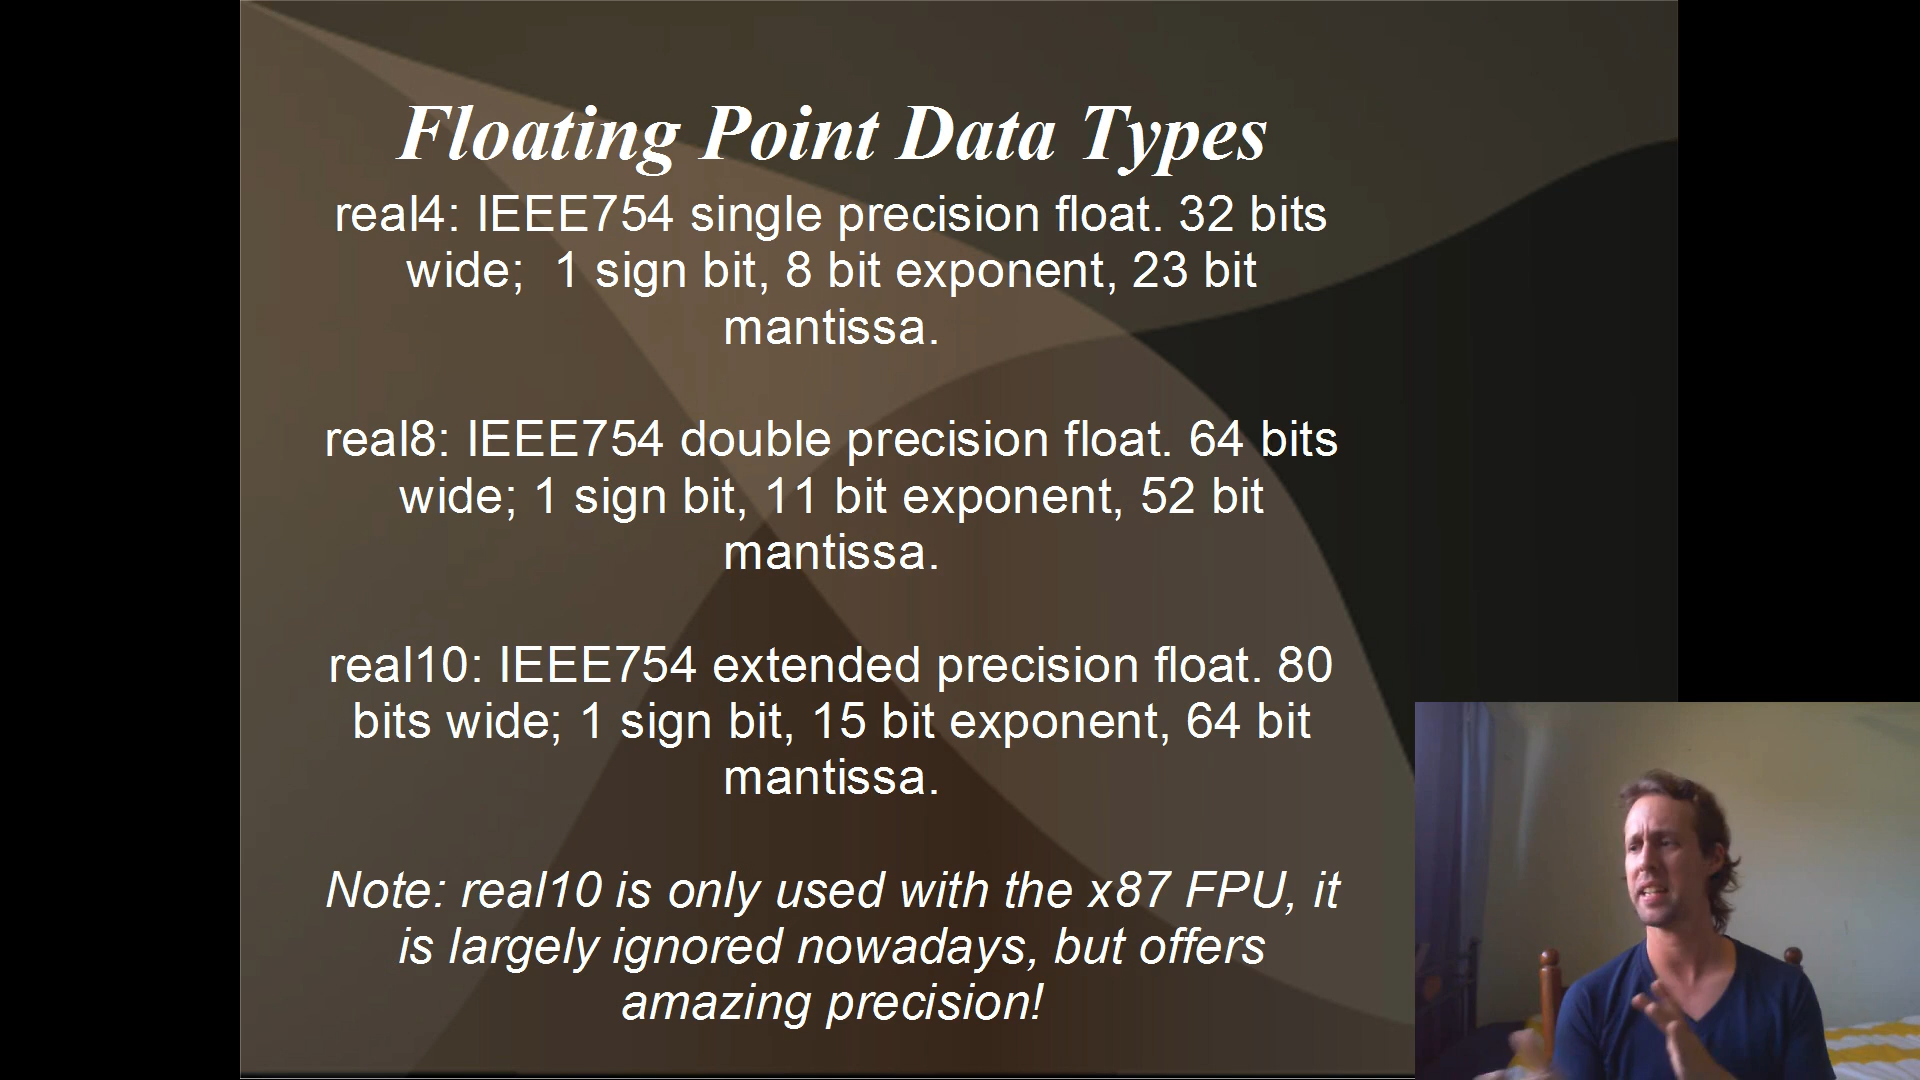 Floating Point Data Types
real4: IEEE754 single precision float. 32 bits
wide;  1 sign bit, 8 bit exponent, 23 bit
mantissa.
real8: IEEE754 double precision float. 64 bits
wide; 1 sign bit, 11 bit exponent, 52 bit
mantissa.
real10: IEEE754 extended precision float. 80
bits wide; 1 sign bit, 15 bit exponent, 64 bit
mantissa.
Note: real10 is only used with the x87 FPU, it
is largely ignored nowadays, but offers
amazing precision!